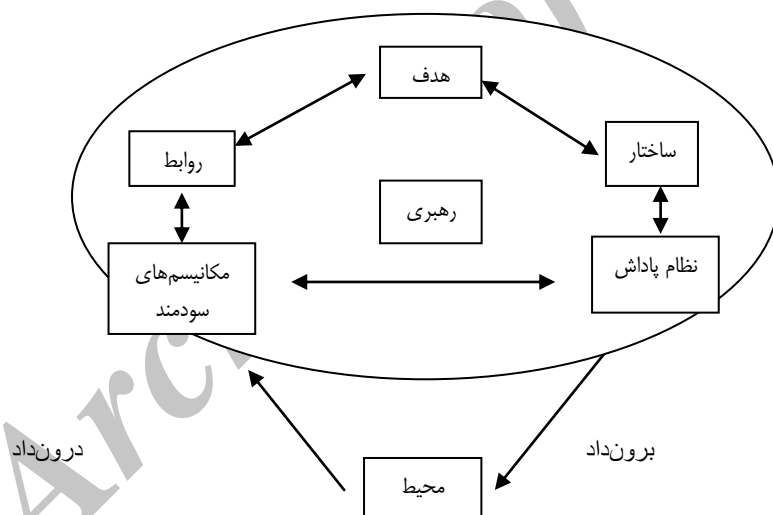 هدف
ساختار
روابط
رهبری
نظام پاداش
مکانیسم‌های
سودمند
برون‌داد
درون‌داد
محیط